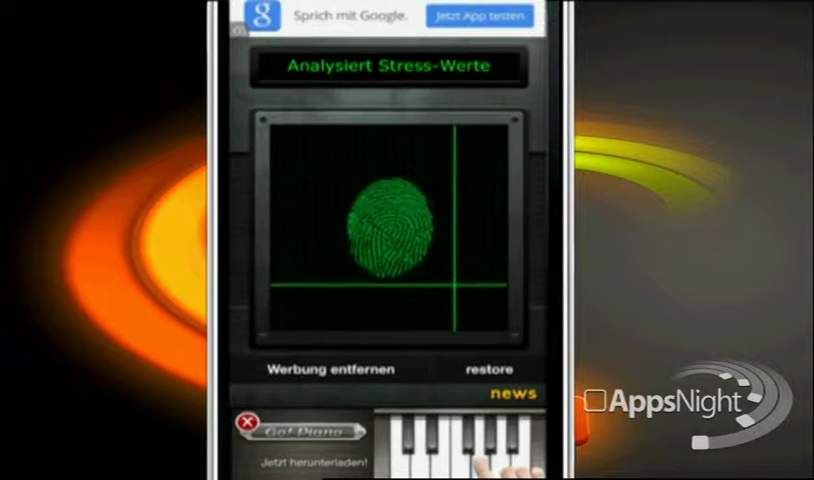 Sprich mit Google.
Jetzt App testen
Analysiert Stress-Werte
Werbung entfernen
restore
news
Go! Piano
Jetzt herunterladen!
AppsNight